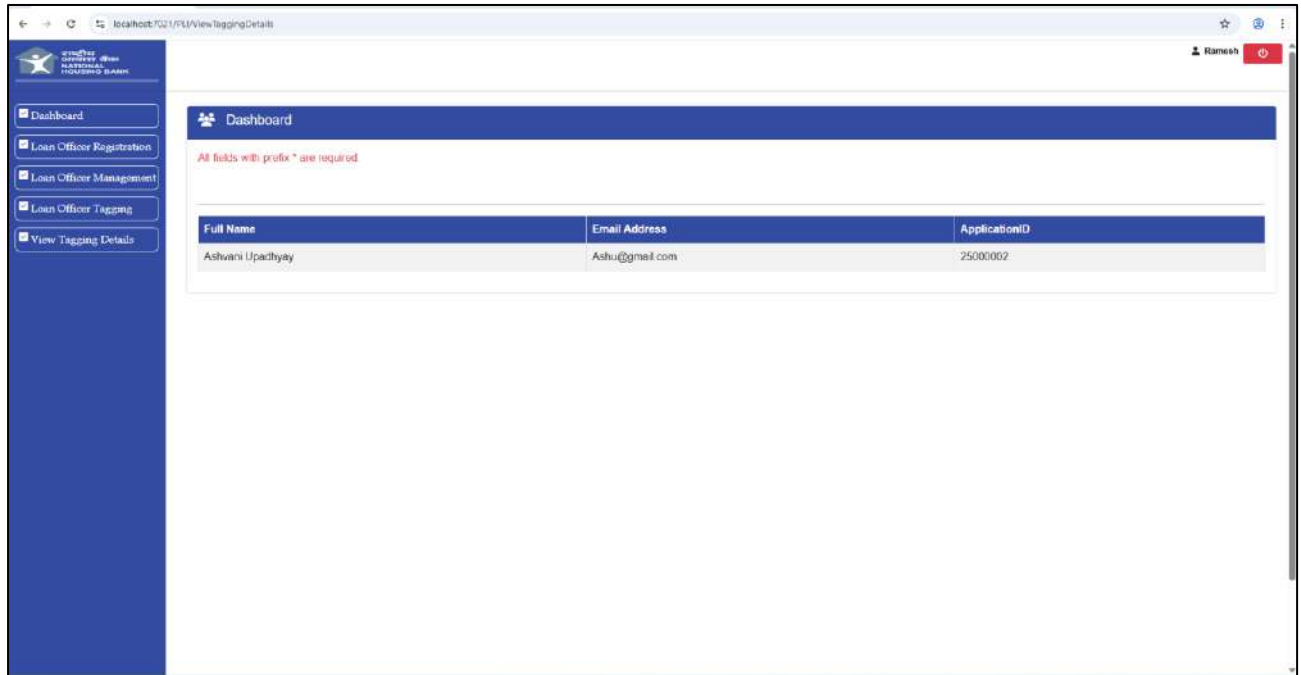 localhost:7021/PLI/ViewTaggingDetails
राष्ट्रीय
आवास बैंक
NATIONAL
HOUSING BANK
Ramesh
Dashboard
Loan Officer Registration
Loan Officer Management
Loan Officer Tagging
View Tagging Details
Dashboard
All fields with prefix * are required.
Full Name Email Address ApplicationID
Ashvani Upadhyay Ashu@gmail.com 25000002